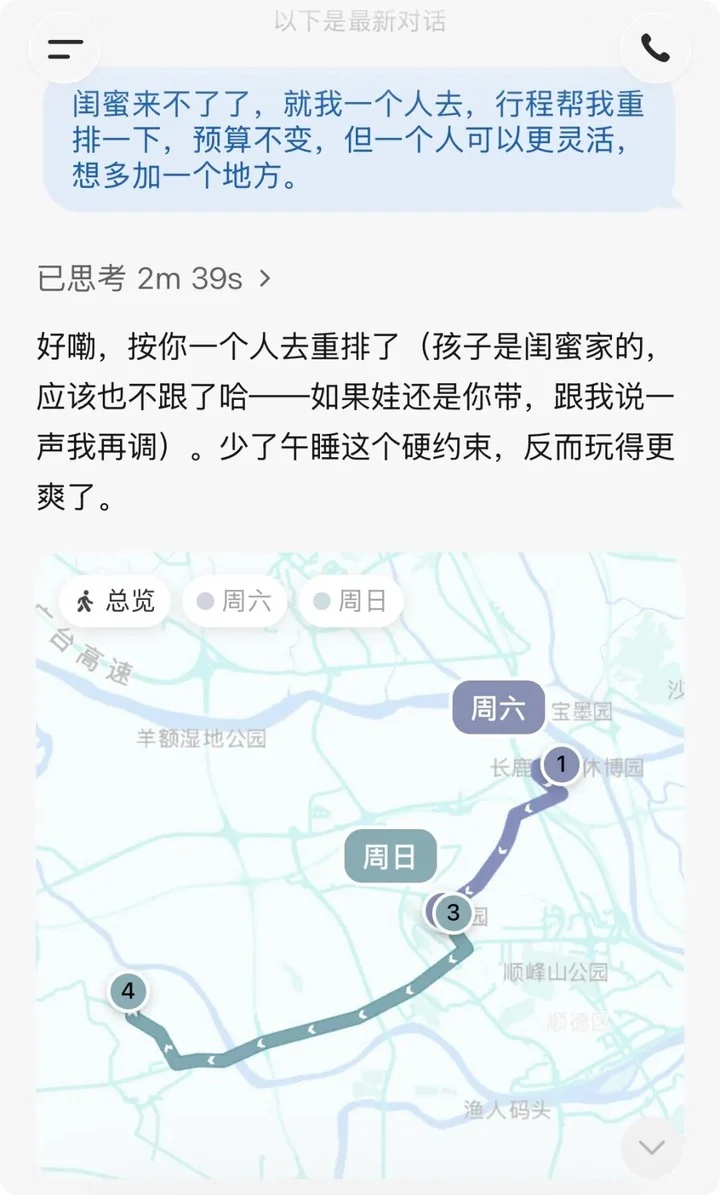 以下是最新对话
闺蜜来不了了，就我一个人去，行程帮我重
排一下，预算不变，但一个人可以更灵活，
想多加一个地方。
已思考 2m 39s >
好嘞，按你一个人去重排了（孩子是闺蜜家的，
应该也不跟了哈——如果娃还是你带，跟我说一
声我再调）。少了午睡这个硬约束，反而玩得更
爽了。
总览
周六
周日
广台高速
沙
周六
宝墨园
羊额湿地公园
长鹿
1
休博园
周日
3
园
4
顺峰山公园
顺德区
渔人码头